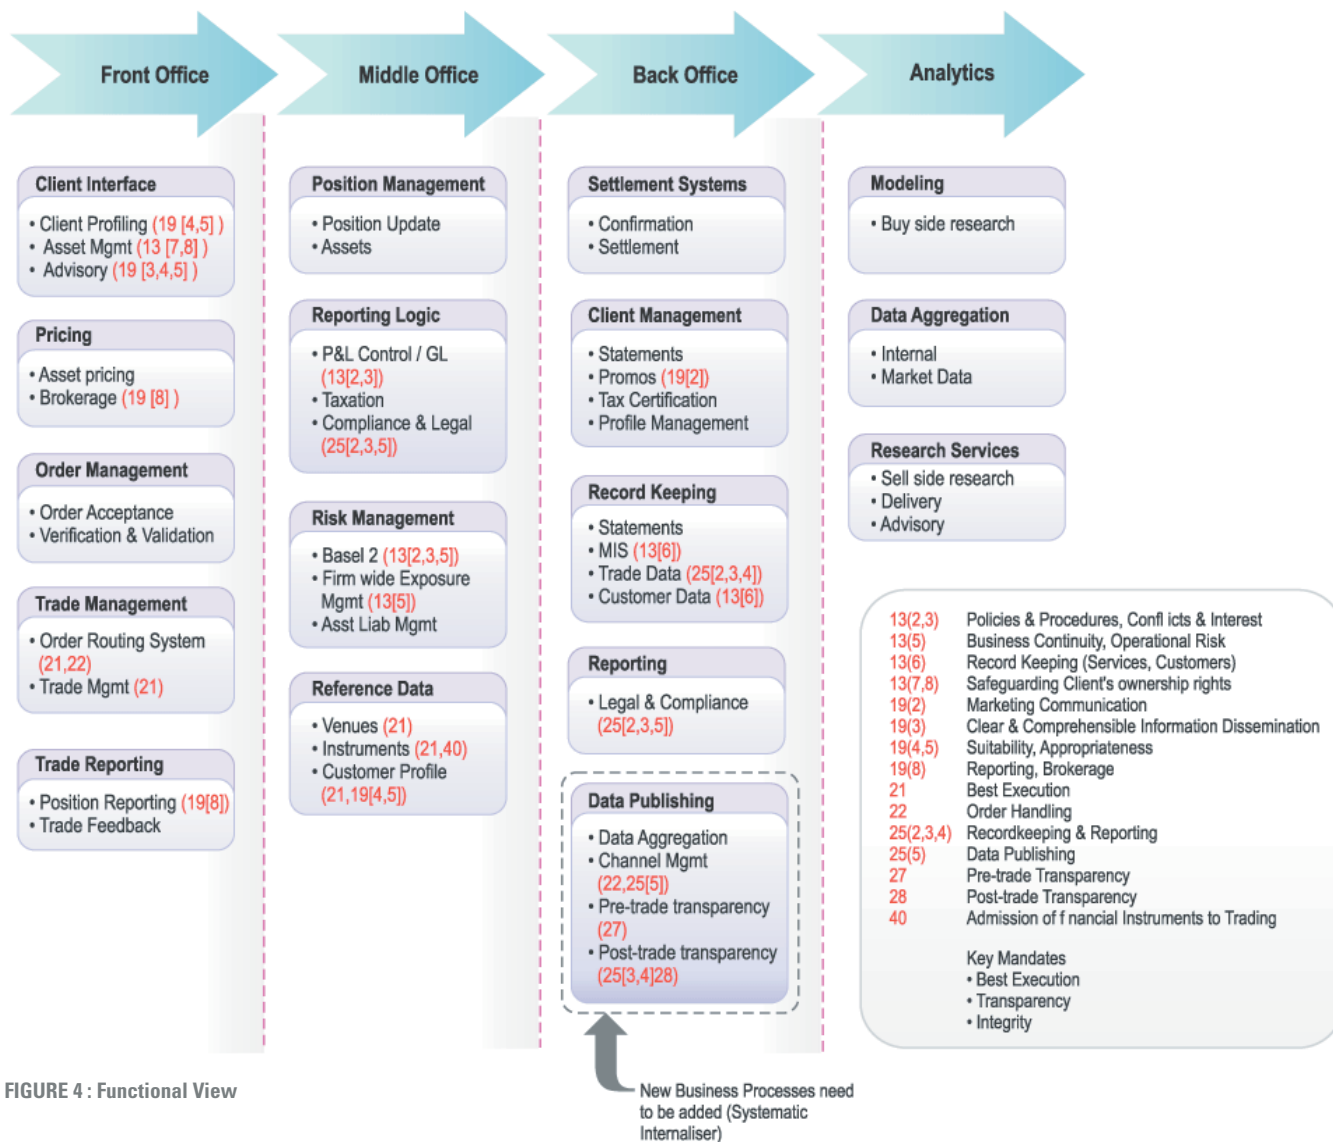 Front Office
Middle Office
Back Office
Analytics
Client Interface
• Client Profiling (19 [4,5] )
• Asset Mgmt (13 [7,8] )
• Advisory (19 [3,4,5] )
Pricing
• Asset pricing
• Brokerage (19 [8] )
Order Management
• Order Acceptance
• Verification & Validation
Trade Management
• Order Routing System
(21,22)
• Trade Mgmt (21)
Trade Reporting
• Position Reporting (19[8])
• Trade Feedback
Position Management
• Position Update
• Assets
Reporting Logic
• P&L Control / GL
(13[2,3])
• Taxation
• Compliance & Legal
(25[2,3,5])
Risk Management
• Basel 2 (13[2,3,5])
• Firm wide Exposure
Mgmt (13[5])
• Asst Liab Mgmt
Reference Data
• Venues (21)
• Instruments (21,40)
• Customer Profile
(21,19[4,5])
Settlement Systems
• Confirmation
• Settlement
Client Management
• Statements
• Promos (19[2])
• Tax Certification
• Profile Management
Record Keeping
• Statements
• MIS (13[6])
• Trade Data (25[2,3,4])
• Customer Data (13[6])
Reporting
• Legal & Compliance
(25[2,3,5])
Data Publishing
• Data Aggregation
• Channel Mgmt
(22,25[5])
• Pre-trade transparency
(27)
• Post-trade transparency
(25[3,4]28)
New Business Processes need
to be added (Systematic
Internaliser)
Modeling
• Buy side research
Data Aggregation
• Internal
• Market Data
Research Services
• Sell side research
• Delivery
• Advisory
13(2,3) Policies & Procedures, Confl icts & Interest
13(5) Business Continuity, Operational Risk
13(6) Record Keeping (Services, Customers)
13(7,8) Safeguarding Client's ownership rights
19(2) Marketing Communication
19(3) Clear & Comprehensible Information Dissemination
19(4,5) Suitability, Appropriateness
19(8) Reporting, Brokerage
21 Best Execution
22 Order Handling
25(2,3,4) Recordkeeping & Reporting
25(5) Data Publishing
27 Pre-trade Transparency
28 Post-trade Transparency
40 Admission of f nancial Instruments to Trading
Key Mandates
• Best Execution
• Transparency
• Integrity
FIGURE 4 : Functional View